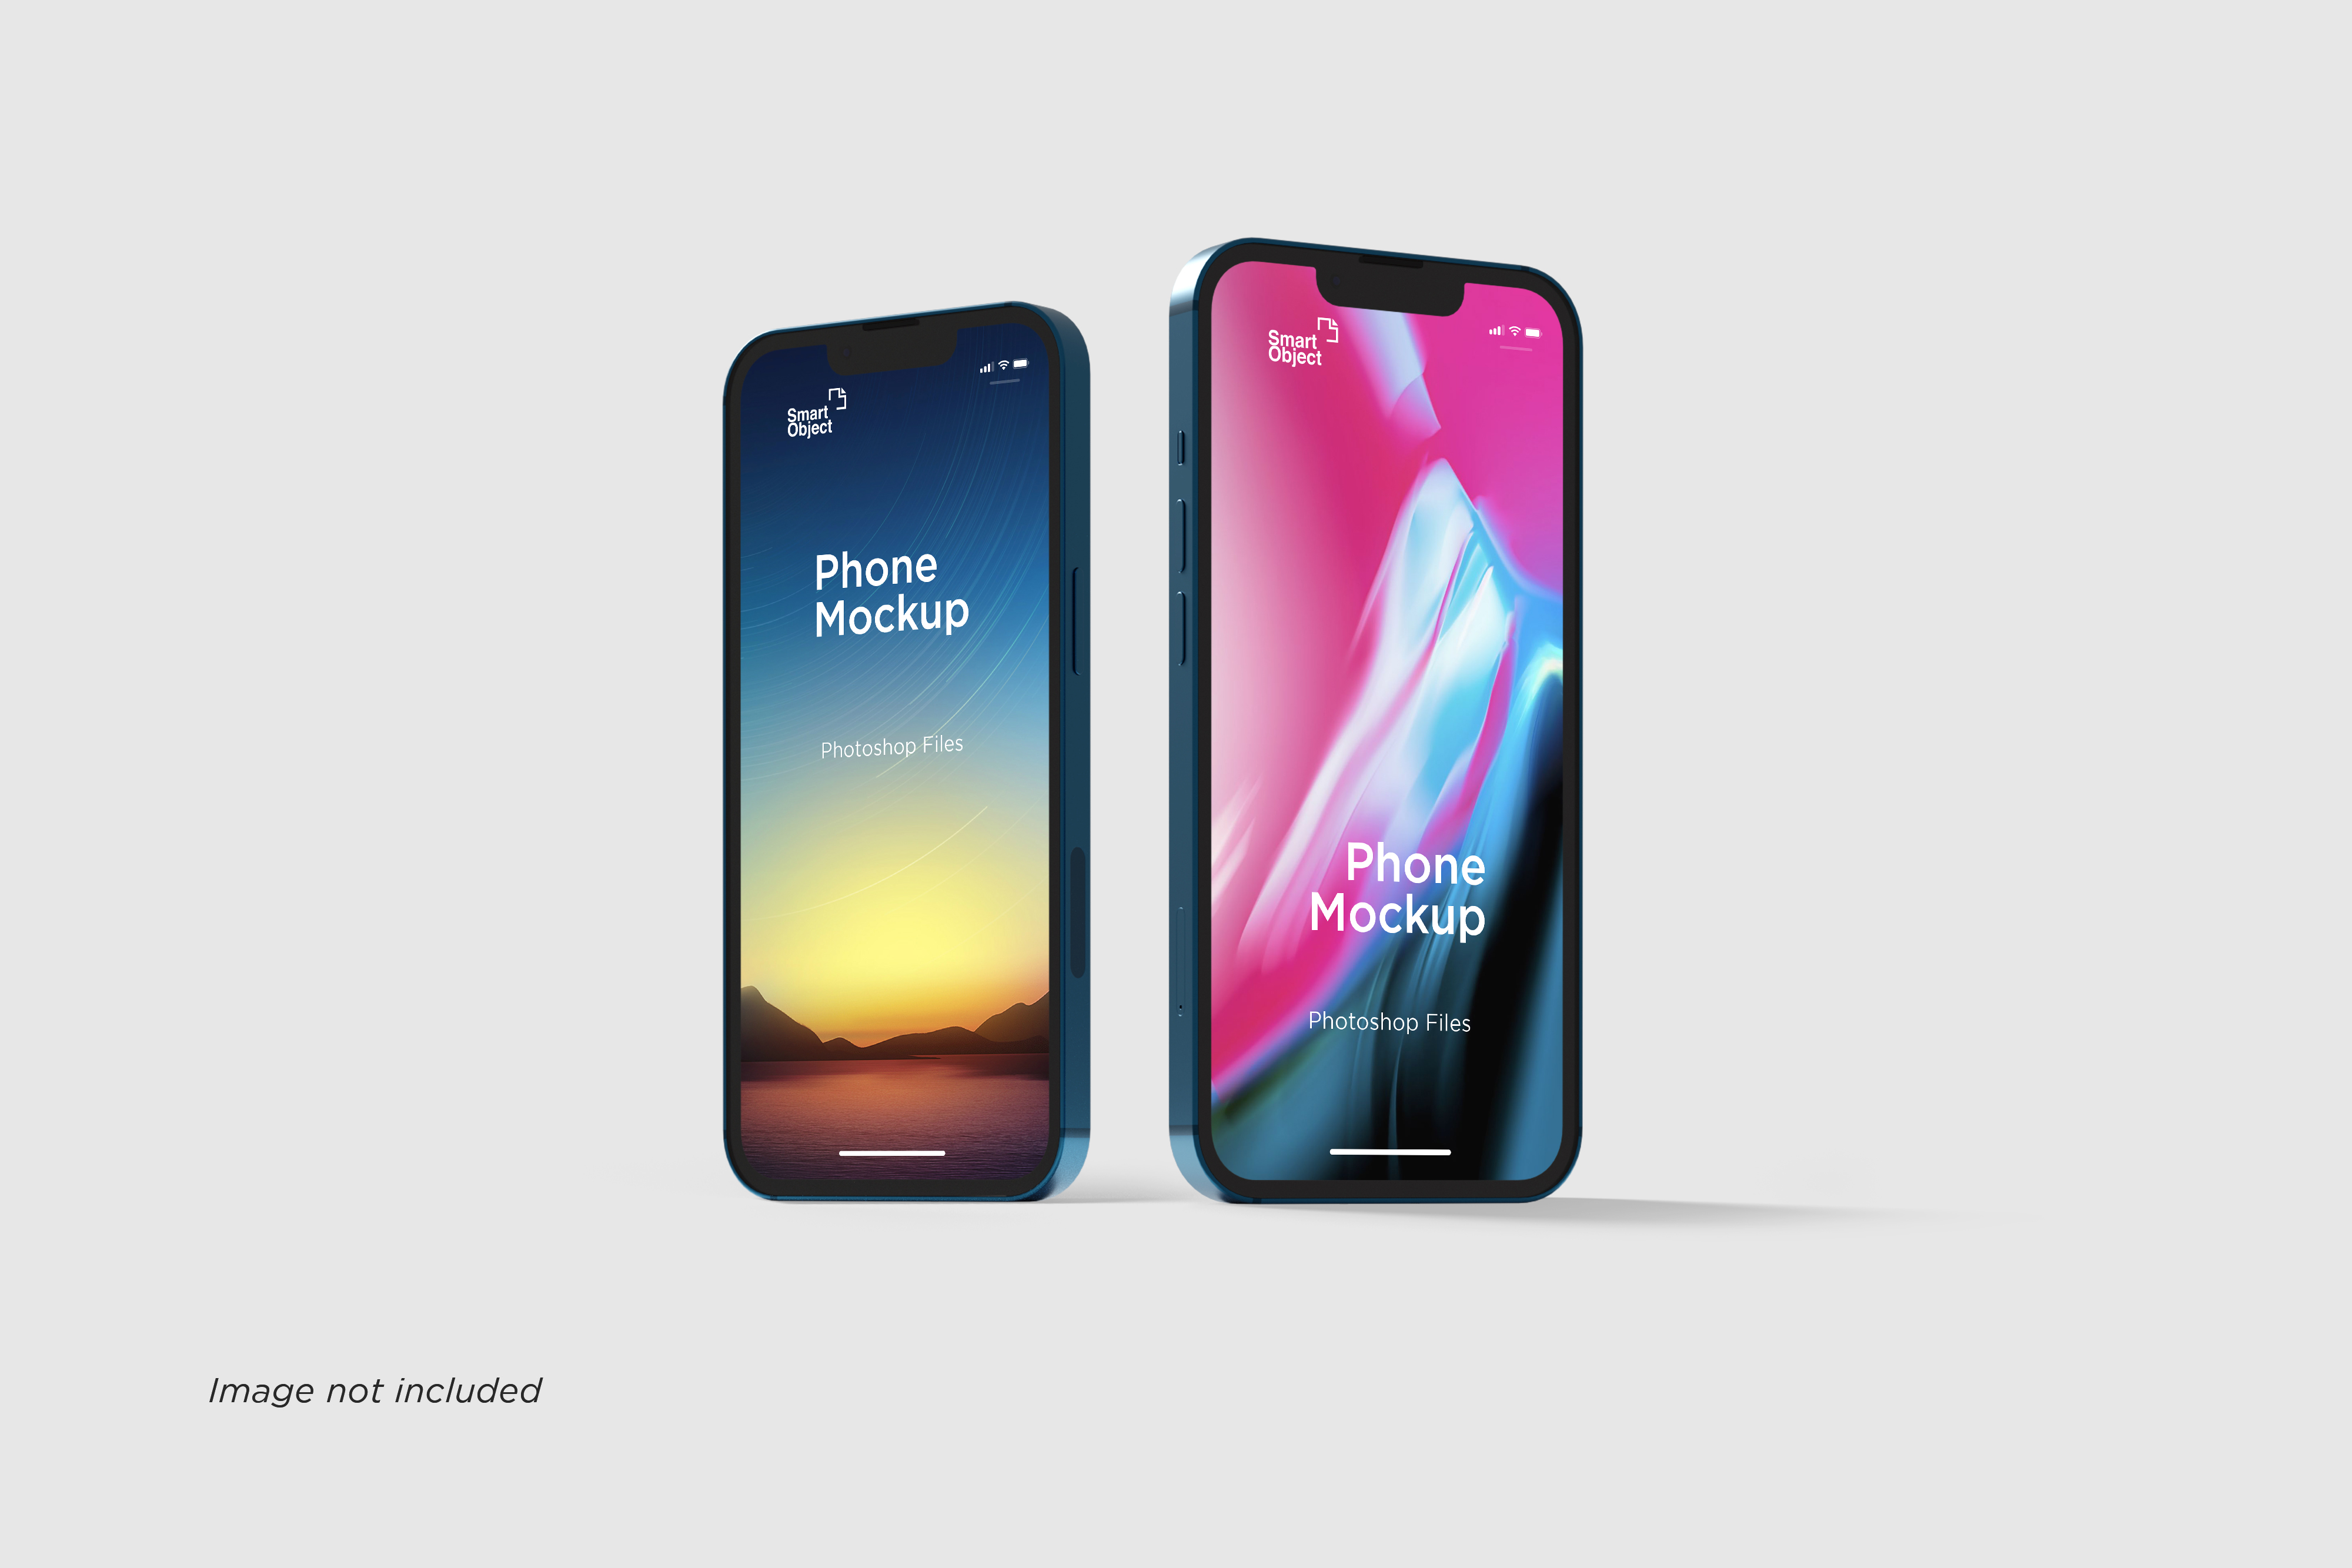 Smart
Object
Phone
Mockup
Photoshop Files
Smart
Object
Phone
Mockup
Photoshop Files
Image not included